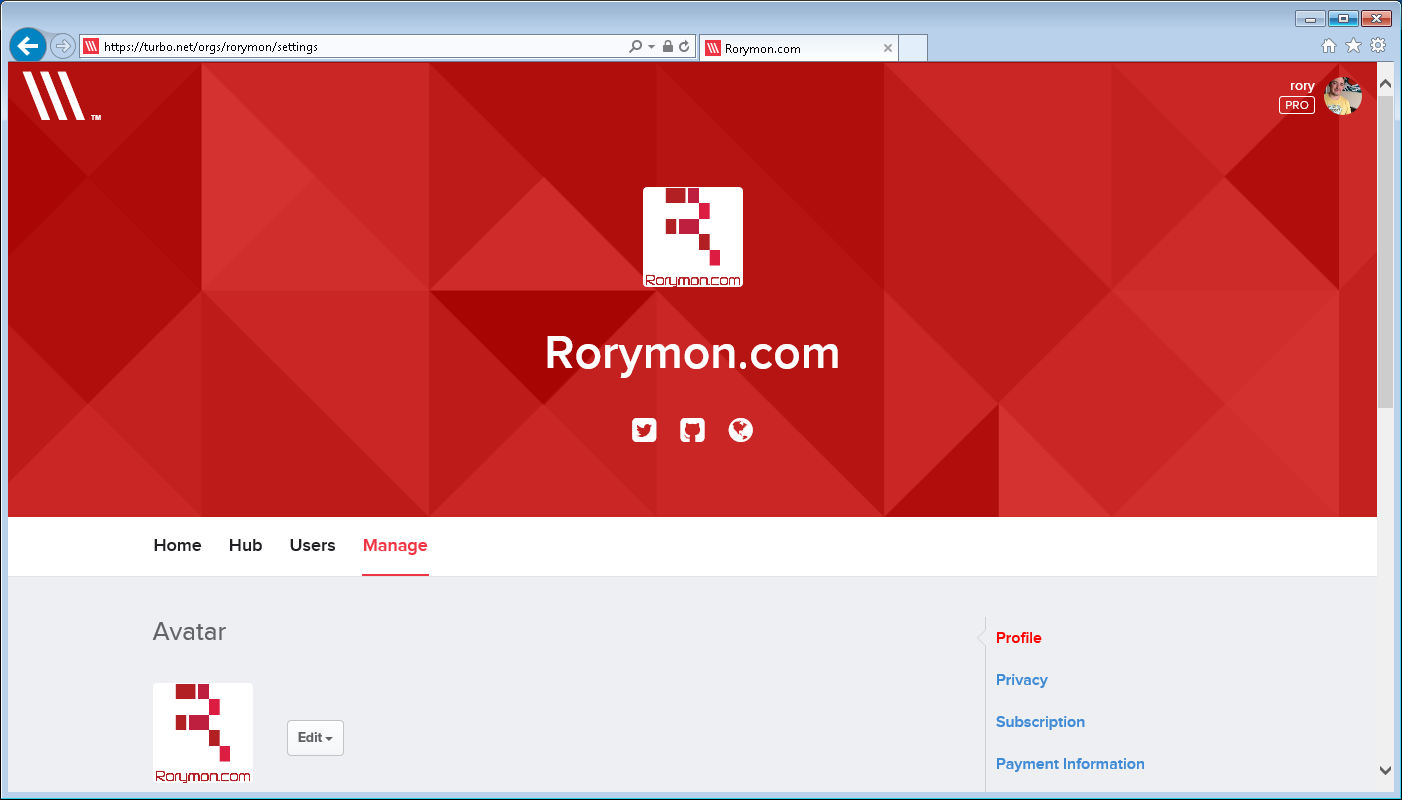 https://turbo.net/orgs/rorymon/settings
Rorymon.com
TM
rory
PRO
Rorymon.com
Rorymon.com
Home Hub Users Manage
Avatar
Rorymon.com
Edit
Profile
Privacy
Subscription
Payment Information